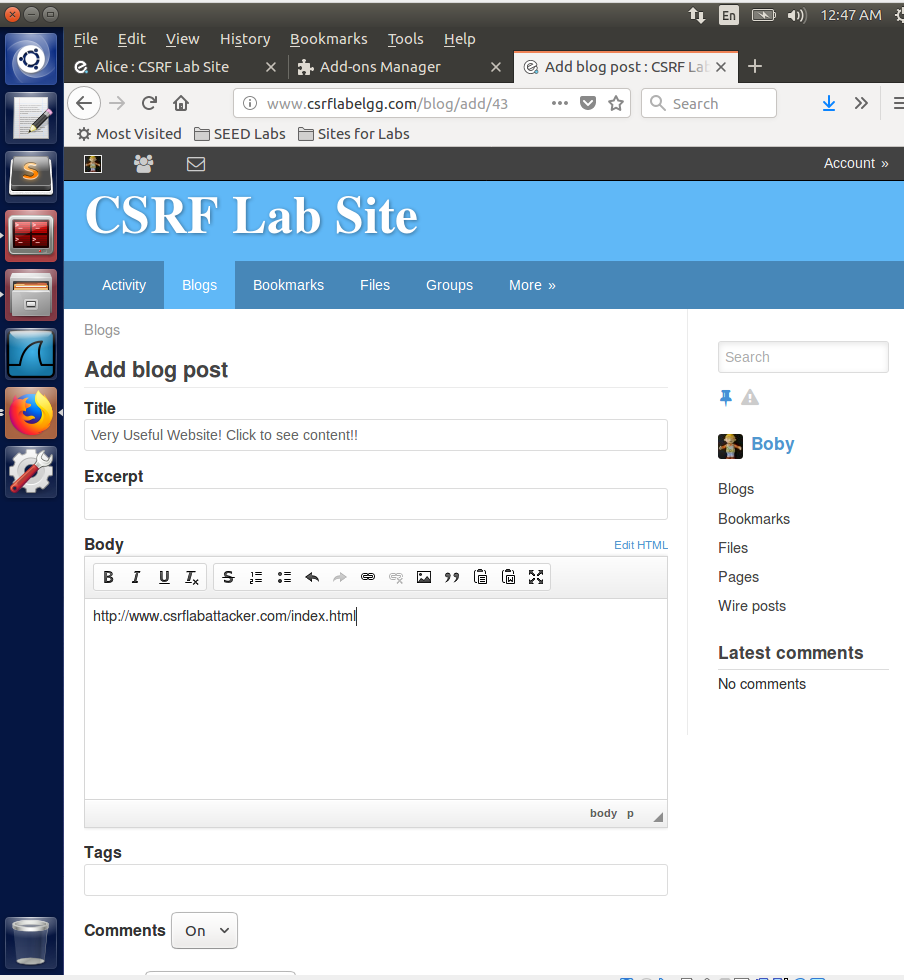 En 12:47 AM
File Edit View History Bookmarks Tools Help
Alice : CSRF Lab Site Add-ons Manager Add blog post : CSRF Lab
www.csrflabelgg.com/blog/add/43 Search
Most Visited SEED Labs Sites for Labs
Account »
CSRF Lab Site
Activity Blogs Bookmarks Files Groups More »
Blogs
Add blog post
Title
Very Useful Website! Click to see content!!
Excerpt
Body Edit HTML
B I U Tx S
http://www.csrflabattacker.com/index.html
body p
Tags
Comments On
Search
Boby
Blogs
Bookmarks
Files
Pages
Wire posts
Latest comments
No comments